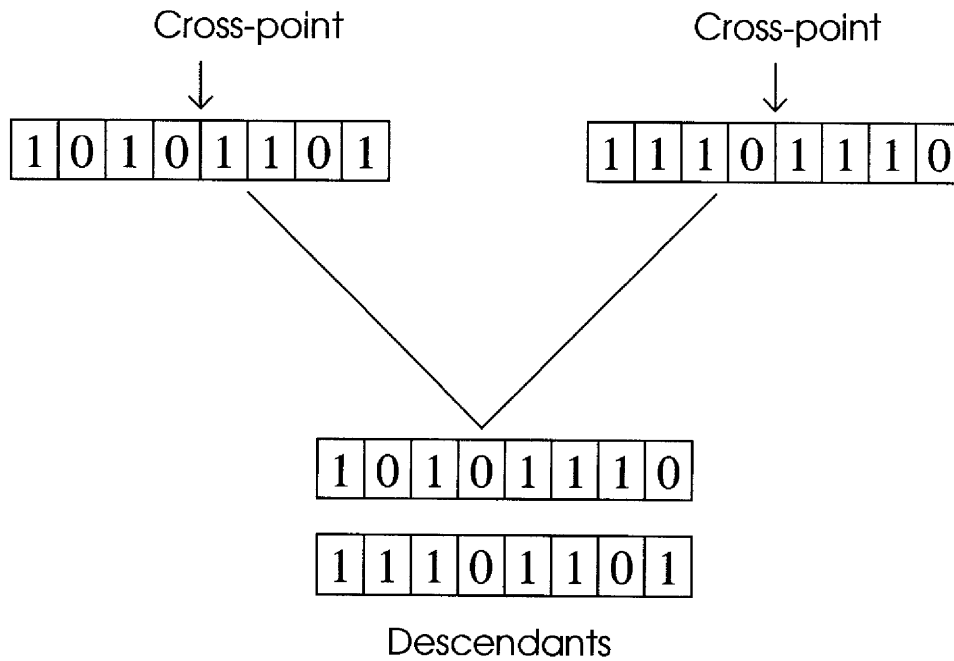 Cross-point Cross-point
1 0 1 0 1 1 0 1 1 1 1 0 1 1 1 0
1 0 1 0 1 1 1 0
1 1 1 0 1 1 0 1
Descendants